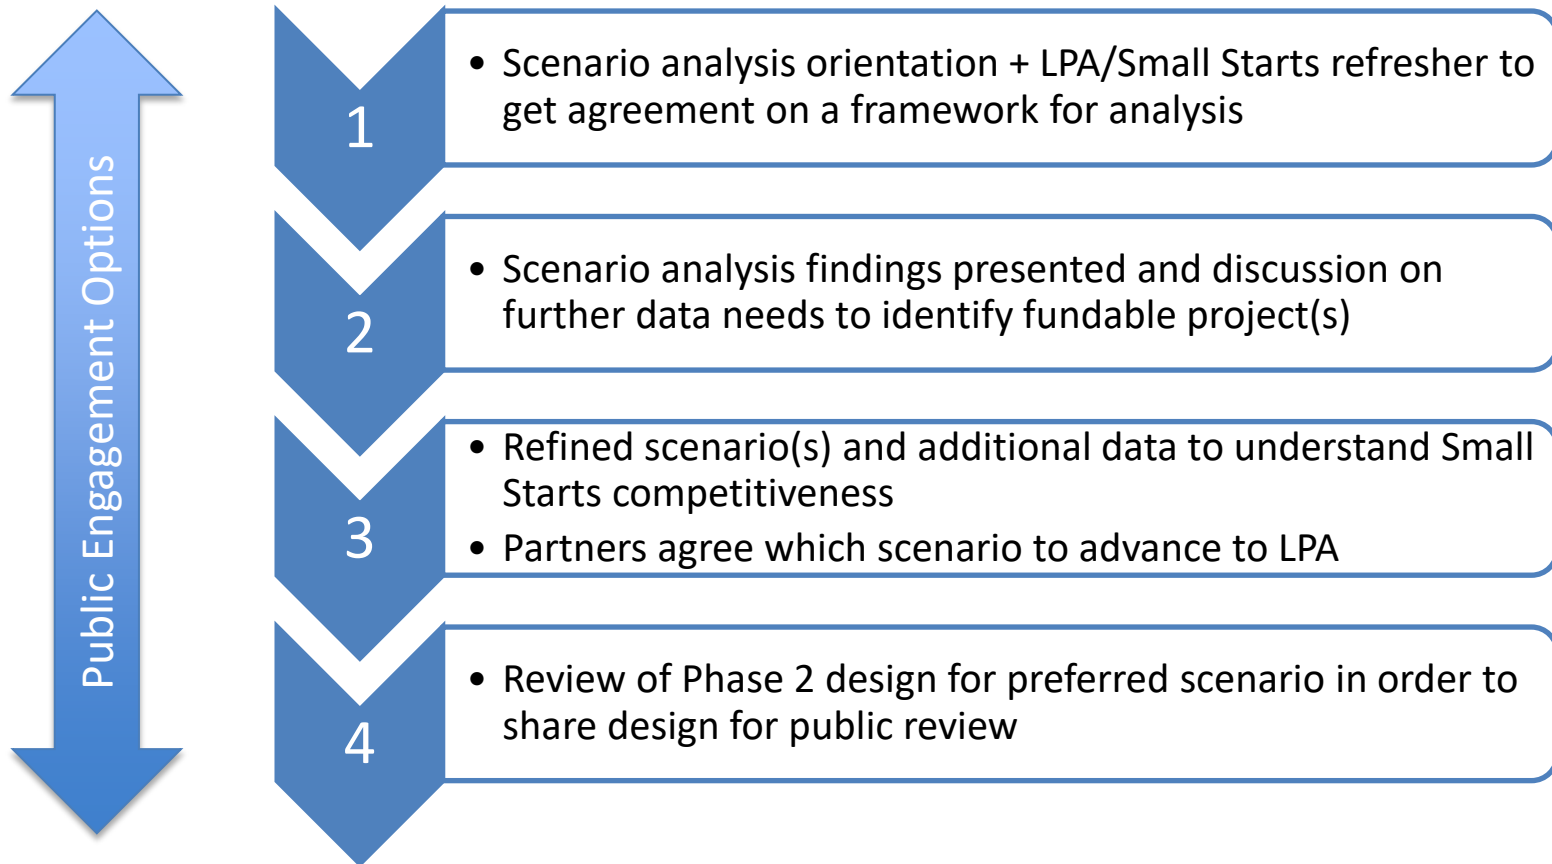 Public Engagement Options
1
• Scenario analysis orientation + LPA/Small Starts refresher to
get agreement on a framework for analysis
2
• Scenario analysis findings presented and discussion on
further data needs to identify fundable project(s)
3
• Refined scenario(s) and additional data to understand Small
Starts competitiveness
• Partners agree which scenario to advance to LPA
4
• Review of Phase 2 design for preferred scenario in order to
share design for public review